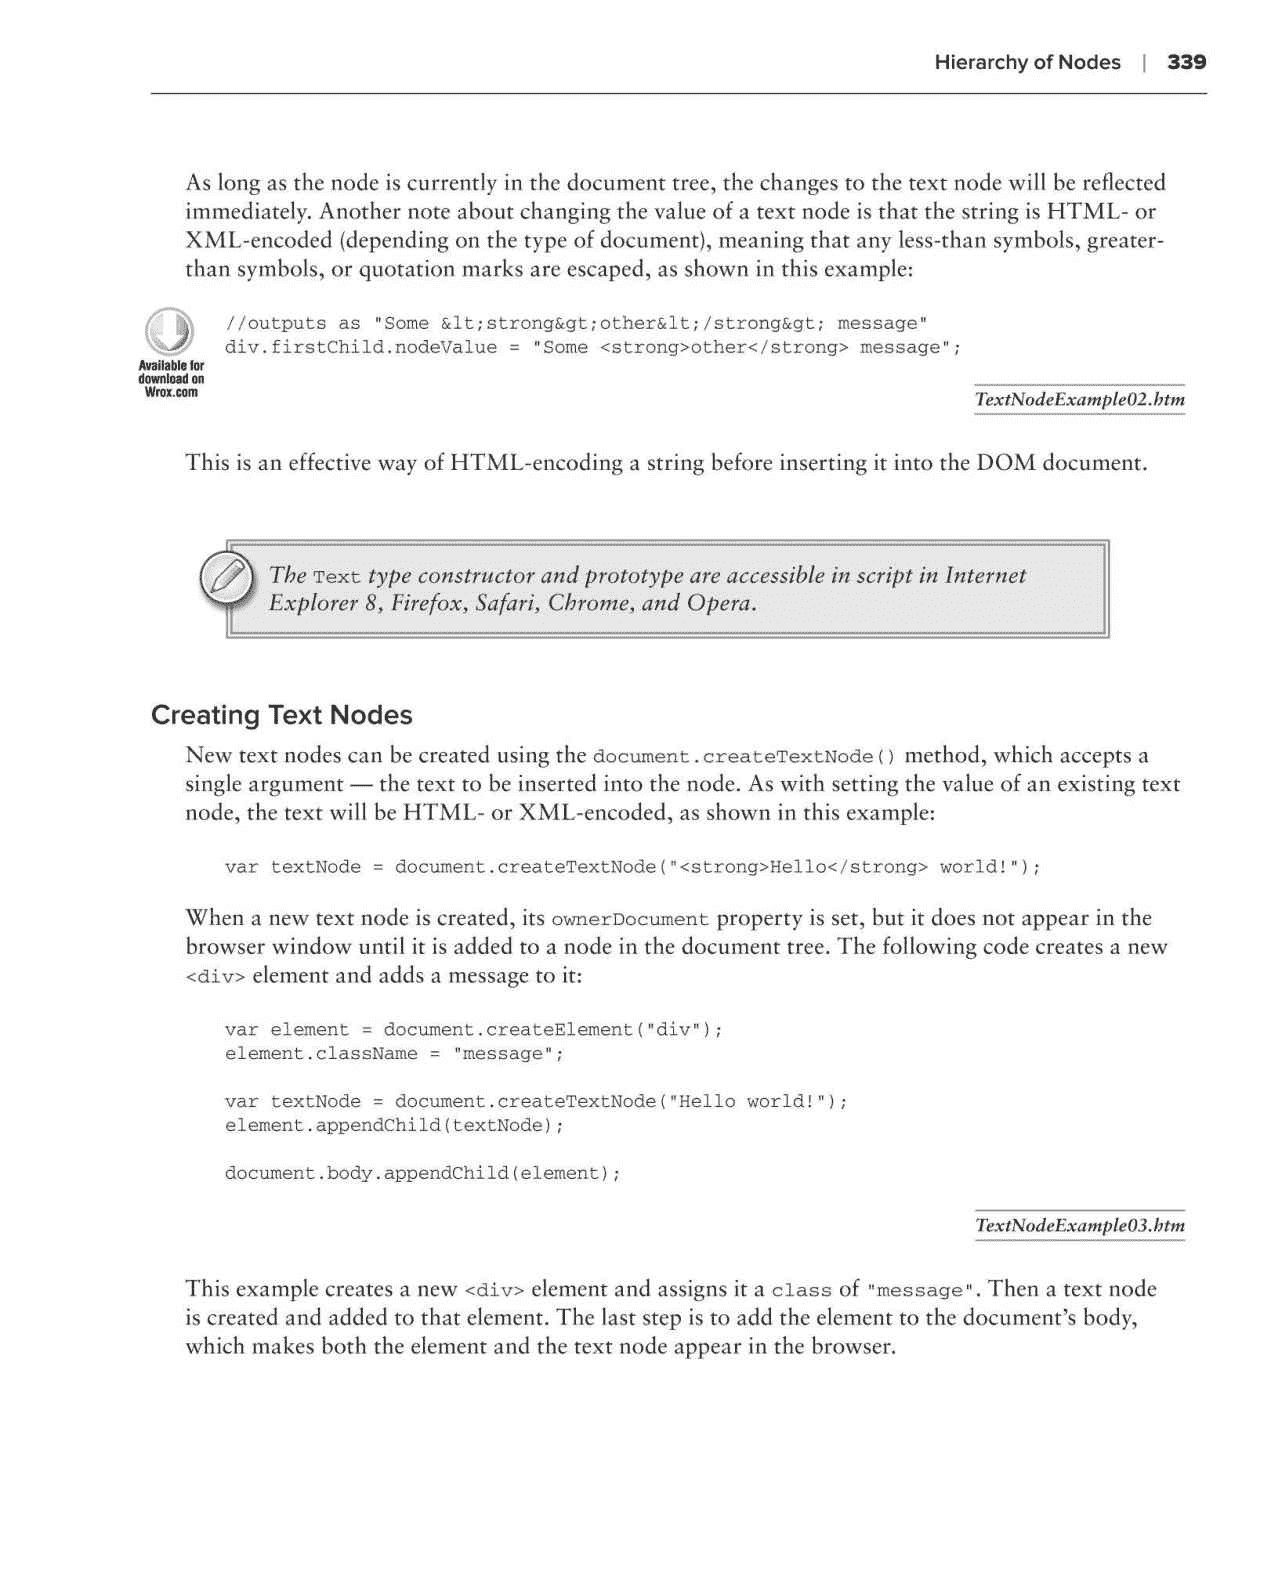 Hierarchy of Nodes | 339
As long as the node is currently in the document tree, the changes to the text node will be reflected
immediately. Another note about changing the value of a text node is that the string is HTML- or
XML-encoded (depending on the type of document), meaning that any less-than symbols, greater-
than symbols, or quotation marks are escaped, as shown in this example:
//outputs as "Some &lt;strong&gt;other&lt;/strong&gt; message"
div.firstChild.nodeValue = "Some <strong>other</strong> message";
Available for
download on
Wrox.com
TextNodeExample02.htm
This is an effective way of HTML-encoding a string before inserting it into the DOM document.
The Text type constructor and prototype are accessible in script in Internet
Explorer 8, Firefox, Safari, Chrome, and Opera.
Creating Text Nodes
New text nodes can be created using the document.createTextNode() method, which accepts a
single argument — the text to be inserted into the node. As with setting the value of an existing text
node, the text will be HTML- or XML-encoded, as shown in this example:
var textNode = document.createTextNode("<strong>Hello</strong> world!");
When a new text node is created, its ownerDocument property is set, but it does not appear in the
browser window until it is added to a node in the document tree. The following code creates a new
<div> element and adds a message to it:
var element = document.createElement("div");
element.className = "message";
var textNode = document.createTextNode("Hello world!");
element.appendChild(textNode);
document.body.appendChild(element);
TextNodeExample03.htm
This example creates a new <div> element and assigns it a class of "message". Then a text node
is created and added to that element. The last step is to add the element to the document’s body,
which makes both the element and the text node appear in the browser.